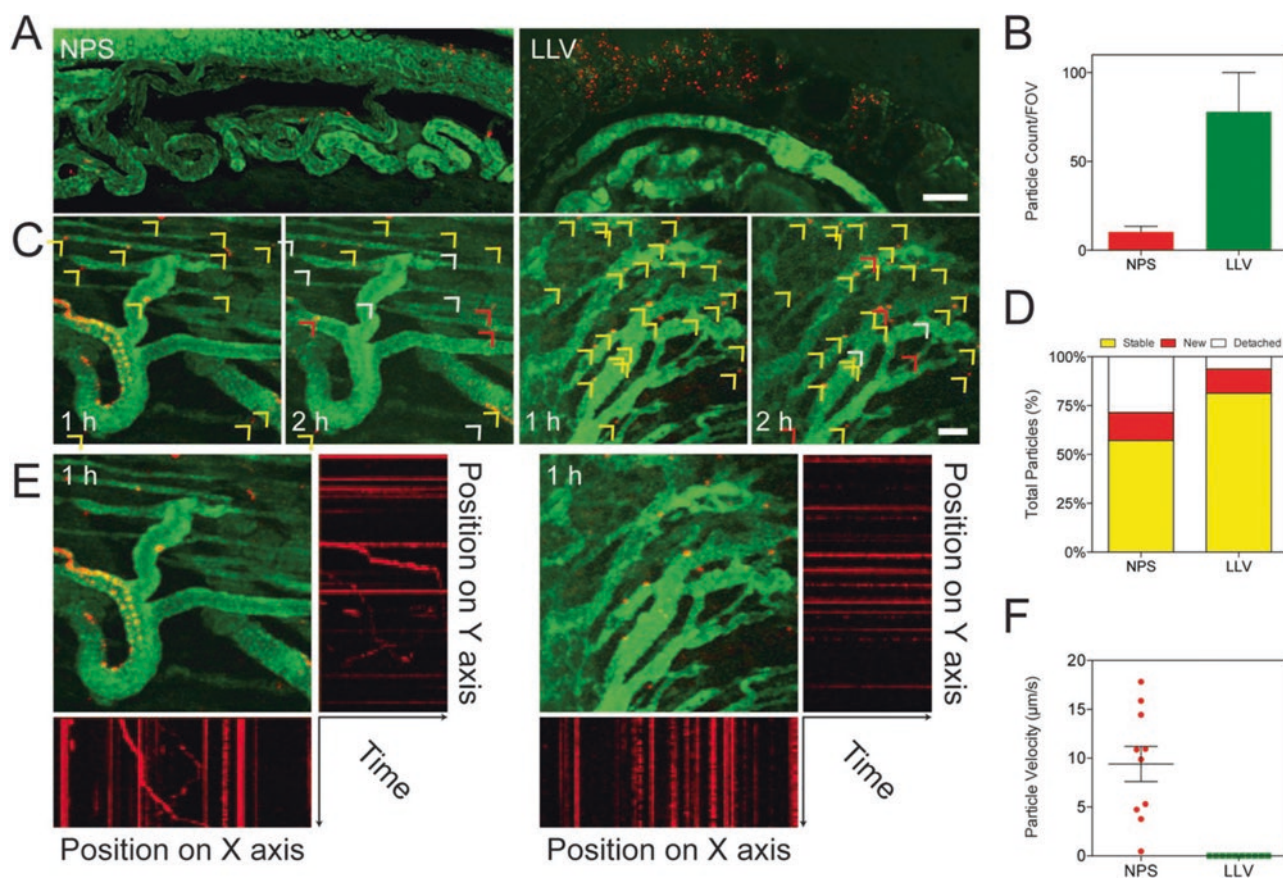 A
NPS
LLV
B
Particle Count/FOV
100
50
0
NPS
LLV
C
1 h
2 h
1 h
2 h
D
Stable
New
Detached
Total Particles (%)
100%
75%
50%
25%
0%
NPS
LLV
E
1 h
Position on Y axis
Time
Position on X axis
1 h
Position on Y axis
Time
Position on X axis
F
Particle Velocity (µm/s)
20
15
10
5
0
NPS
LLV